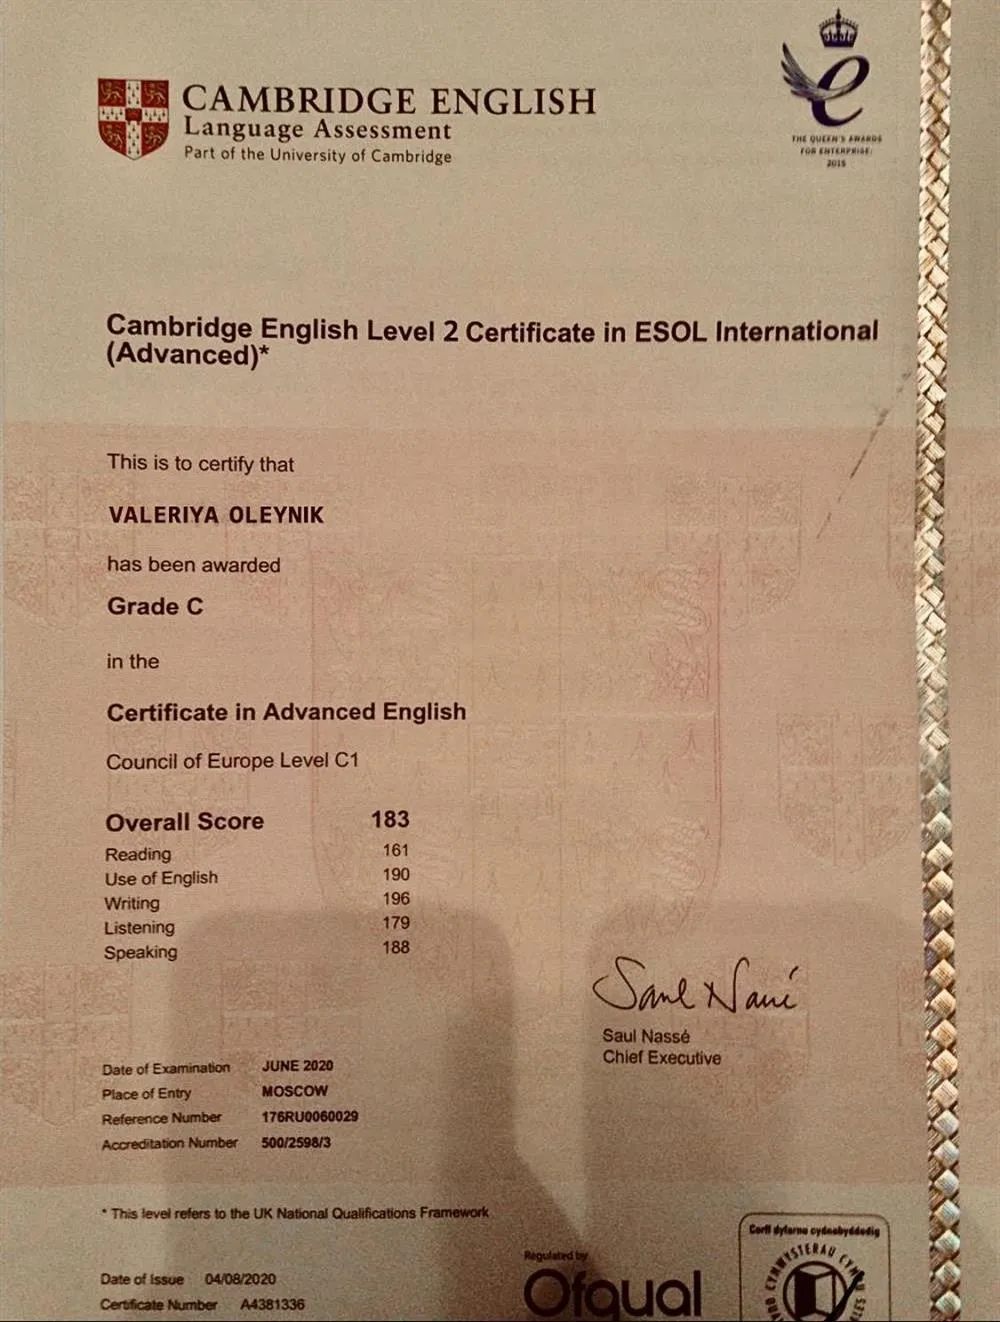 CAMBRIDGE ENGLISH
Language Assessment
Part of the University of Cambridge
THE QUEEN'S AWARDS
FOR ENTERPRISE:
2015
Cambridge English Level 2 Certificate in ESOL International
(Advanced)*
This is to certify that
VALERIYA OLEYNIK
has been awarded
Grade C
in the
Certificate in Advanced English
Council of Europe Level C1
Overall Score 183
Reading 161
Use of English 190
Writing 196
Listening 179
Speaking 188
Saul Nassé
Saul Nassé
Chief Executive
Date of Examination JUNE 2020
Place of Entry MOSCOW
Reference Number 176RU0060029
Accreditation Number 500/2598/3
* This level refers to the UK National Qualifications Framework
Date of Issue 04/08/2020
Certificate Number A4381336
Regulated by
Ofqual
Corff dyfarnu cydnabyddedig